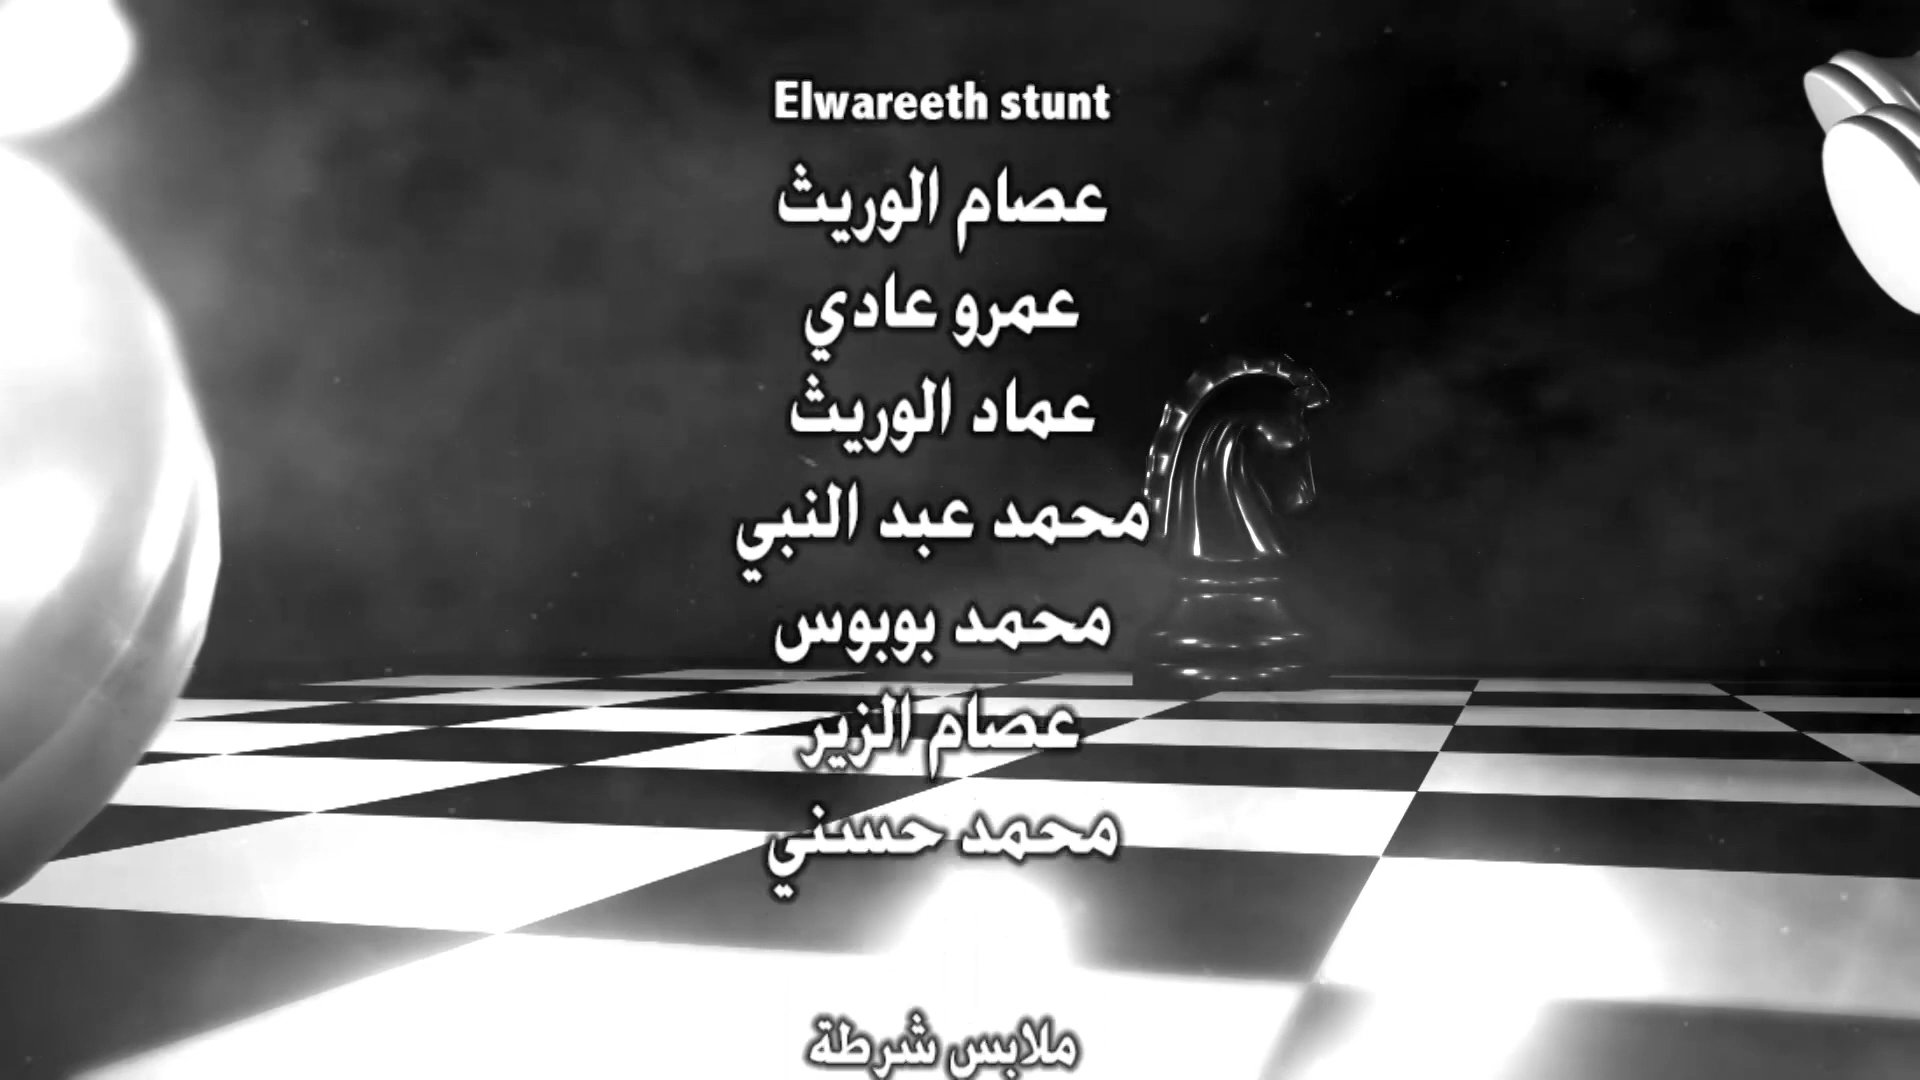 Elwareeth stunt
عصام الوريث
عمرو عادي
عماد الوريث
محمد عبد النبي
محمد بوبوس
عصام الزير
محمد حسني
ملابس شرطة